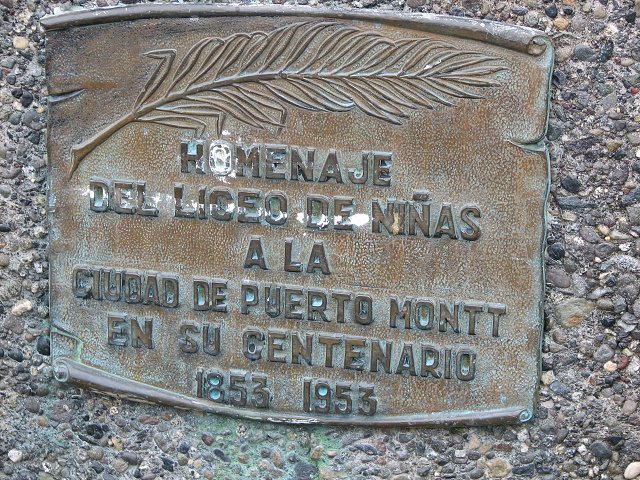 HOMENAJE
DEL LICEO DE NIÑAS
A LA
CIUDAD DE PUERTO MONTT
EN SU CENTENARIO
1853 1953